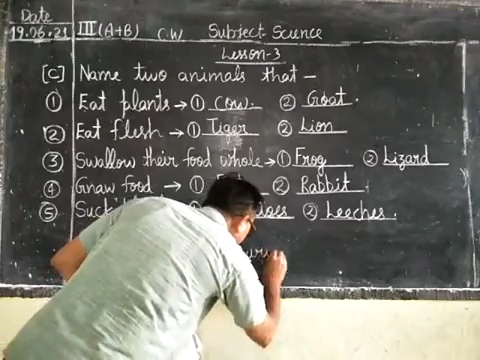 Date
19.06.21 III (A+B) C.W Subject Science
Lesson-3
[C] Name two animals that –
① Eat plants → ① Cow. ② Goat.
② Eat flesh → ① Tiger ② Lion
③ Swallow their food whole → ① Frog ② Lizard
④ Gnaw food → ① ② Rabbit.
⑤ ② Leeches.